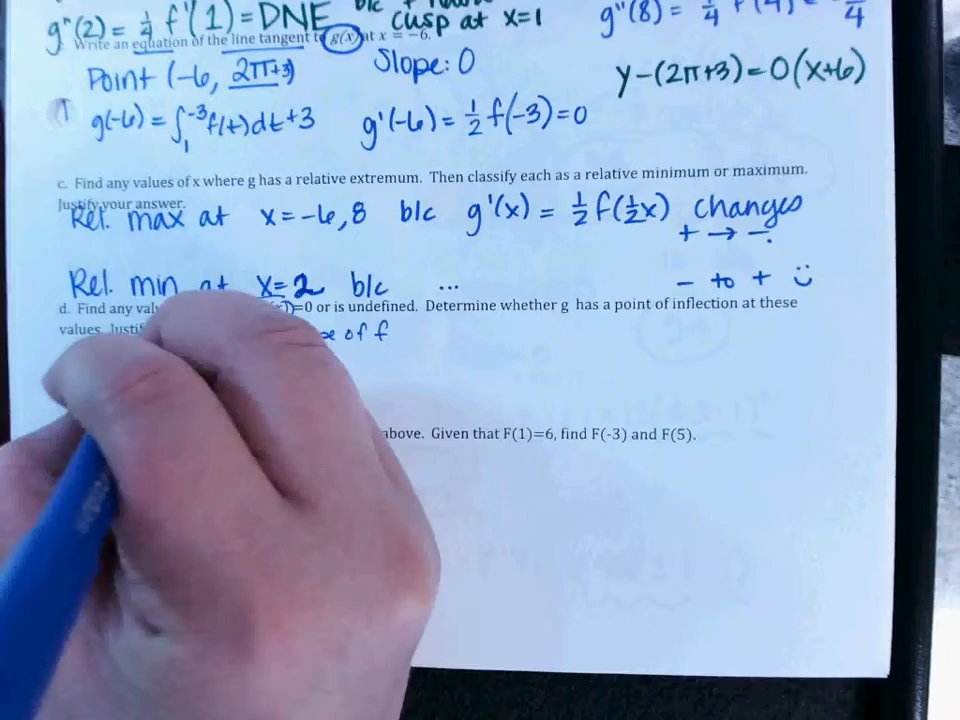 g"(2) = 1/4 f'(1) = DNE b/c
cusp at x=1
g"(8) =
Write an equation of the line tangent to g(x) at x = -6.
Point (-6, 2π+3) Slope: 0 y-(2π+3)=0(x+6)
g(-6) = ∫₁⁻³ f(t)dt+3 g'(-6) = 1/2 f(-3) = 0
c. Find any values of x where g has a relative extremum. Then classify each as a relative minimum or maximum.
Justify your answer.
Rel. max at x=-6,8 b/c g'(x) = 1/2 f(1/2x) changes
+ → -.
Rel. min at x=2 b/c ... - to +
d. Find any =0 or is undefined. Determine whether g has a point of inflection at these
values. of f
above. Given that F(1)=6, find F(-3) and F(5).